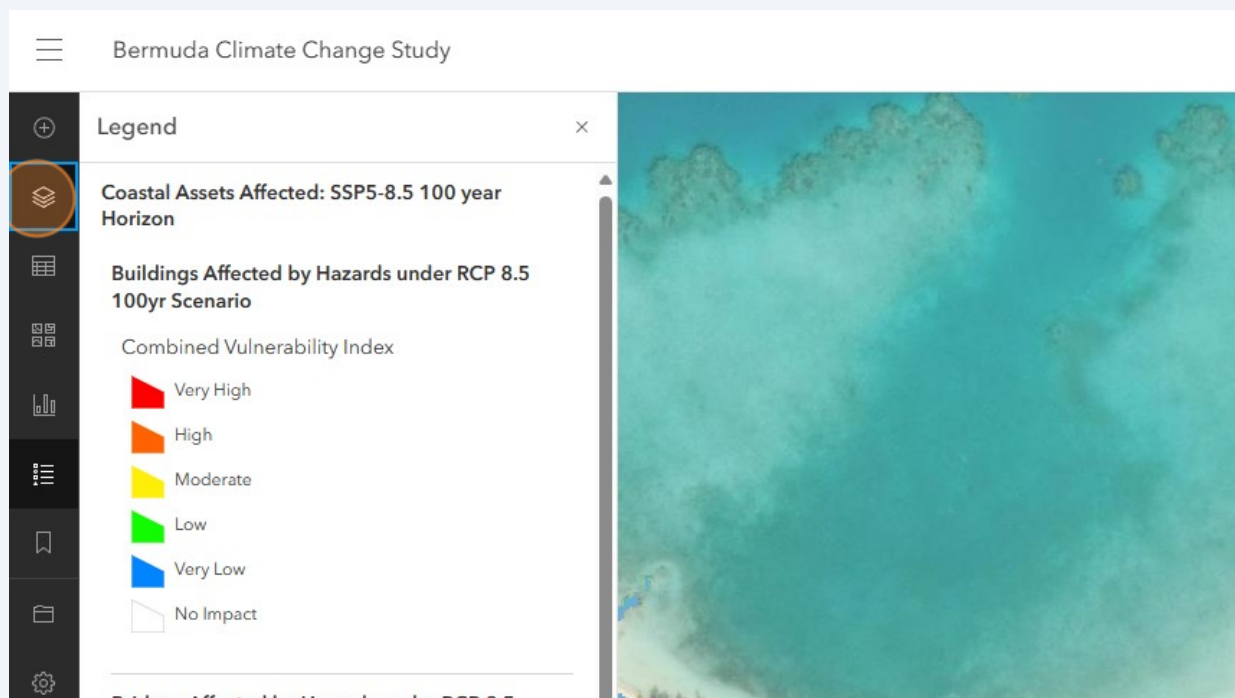 Bermuda Climate Change Study
Legend
Coastal Assets Affected: SSP5-8.5 100 year
Horizon
Buildings Affected by Hazards under RCP 8.5
100yr Scenario
Combined Vulnerability Index
Very High
High
Moderate
Low
Very Low
No Impact